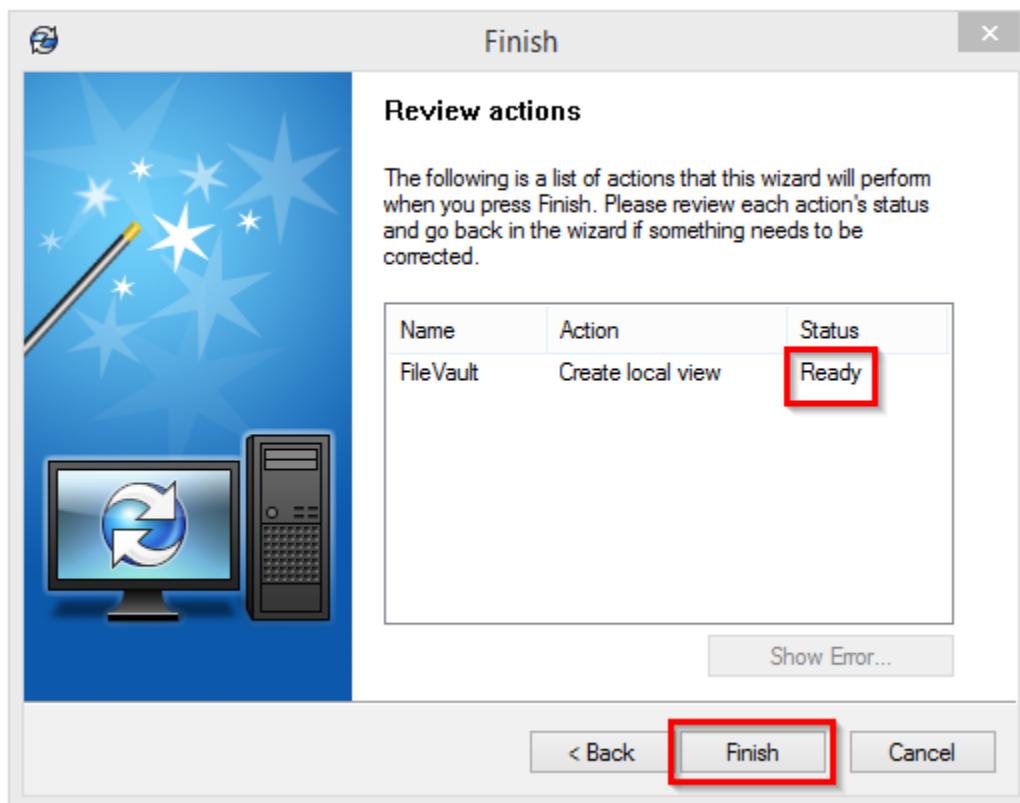 Finish
Review actions
The following is a list of actions that this wizard will perform
when you press Finish. Please review each action's status
and go back in the wizard if something needs to be
corrected.
Name Action Status
FileVault Create local view Ready
Show Error...
< Back Finish Cancel